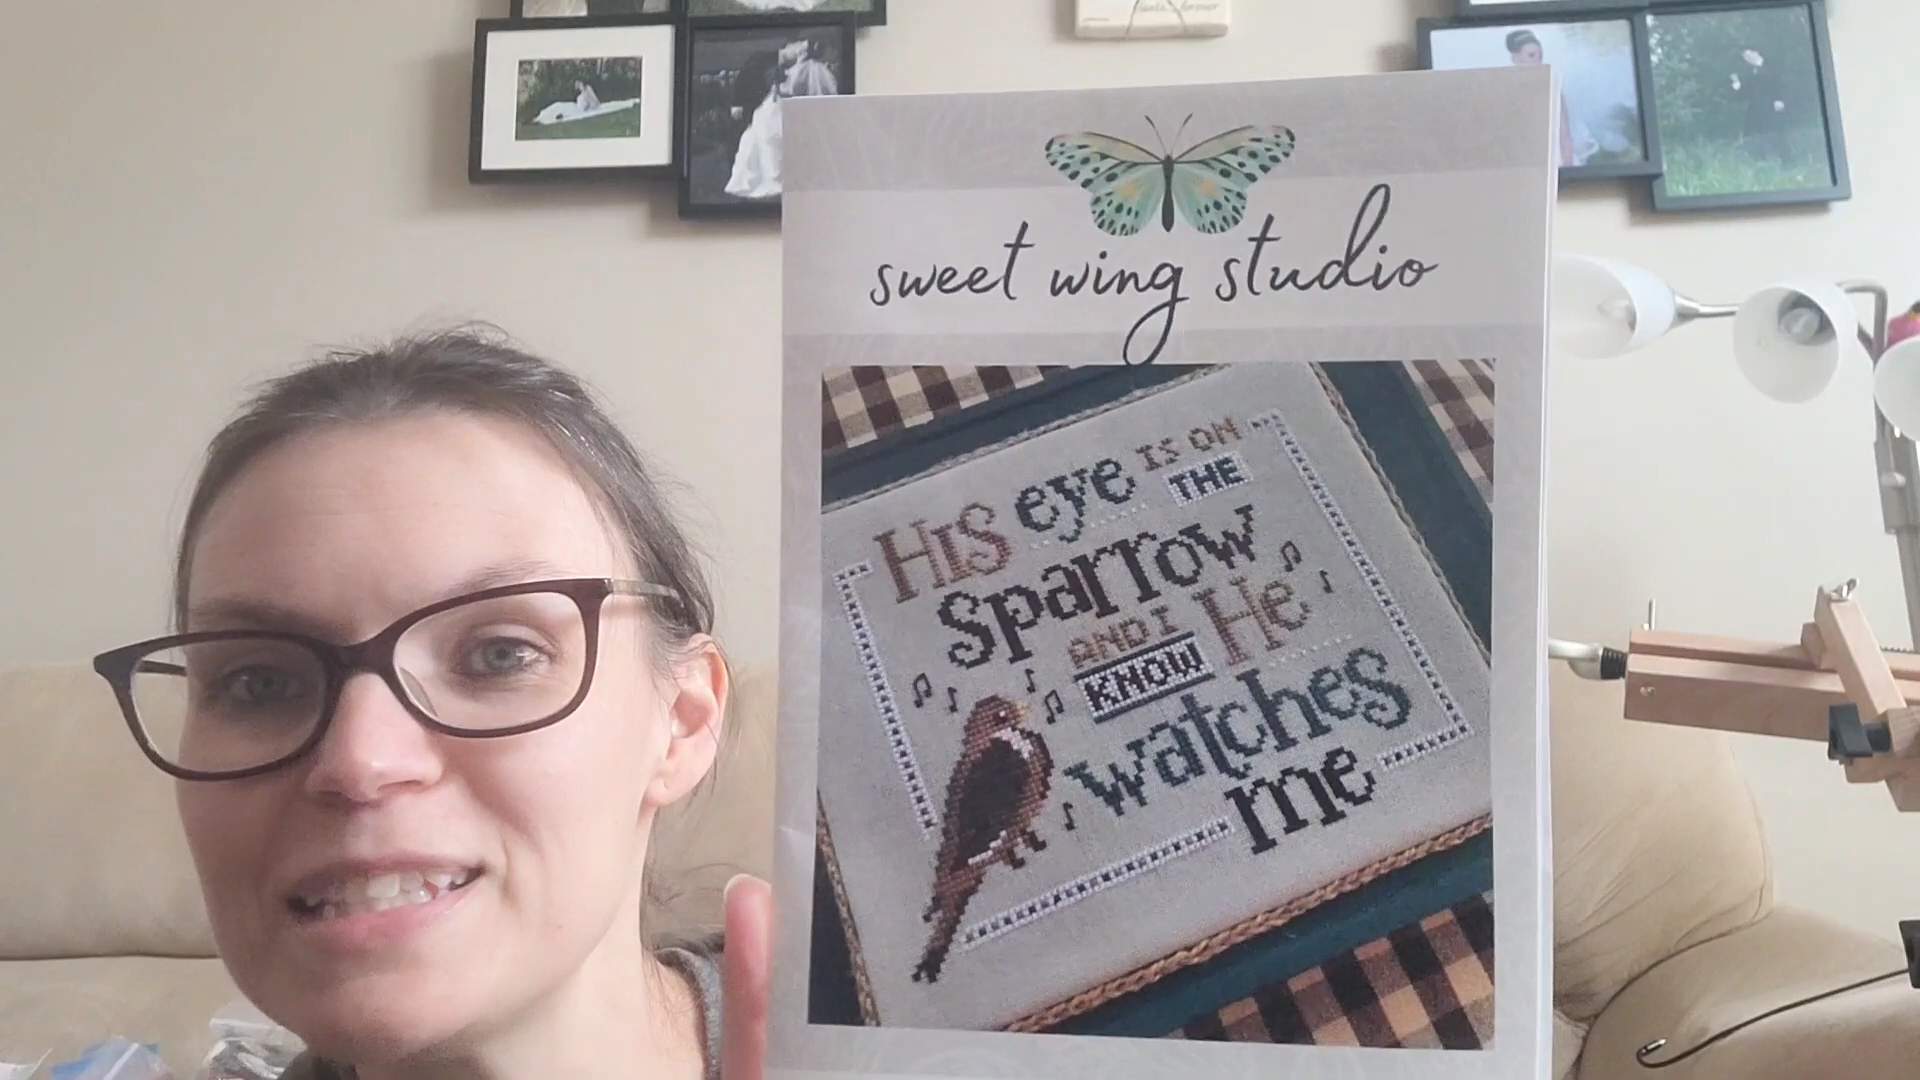 sweet wing studio
HIS eye IS ON
THE
sparrow
AND I He
KNOW
watches
me